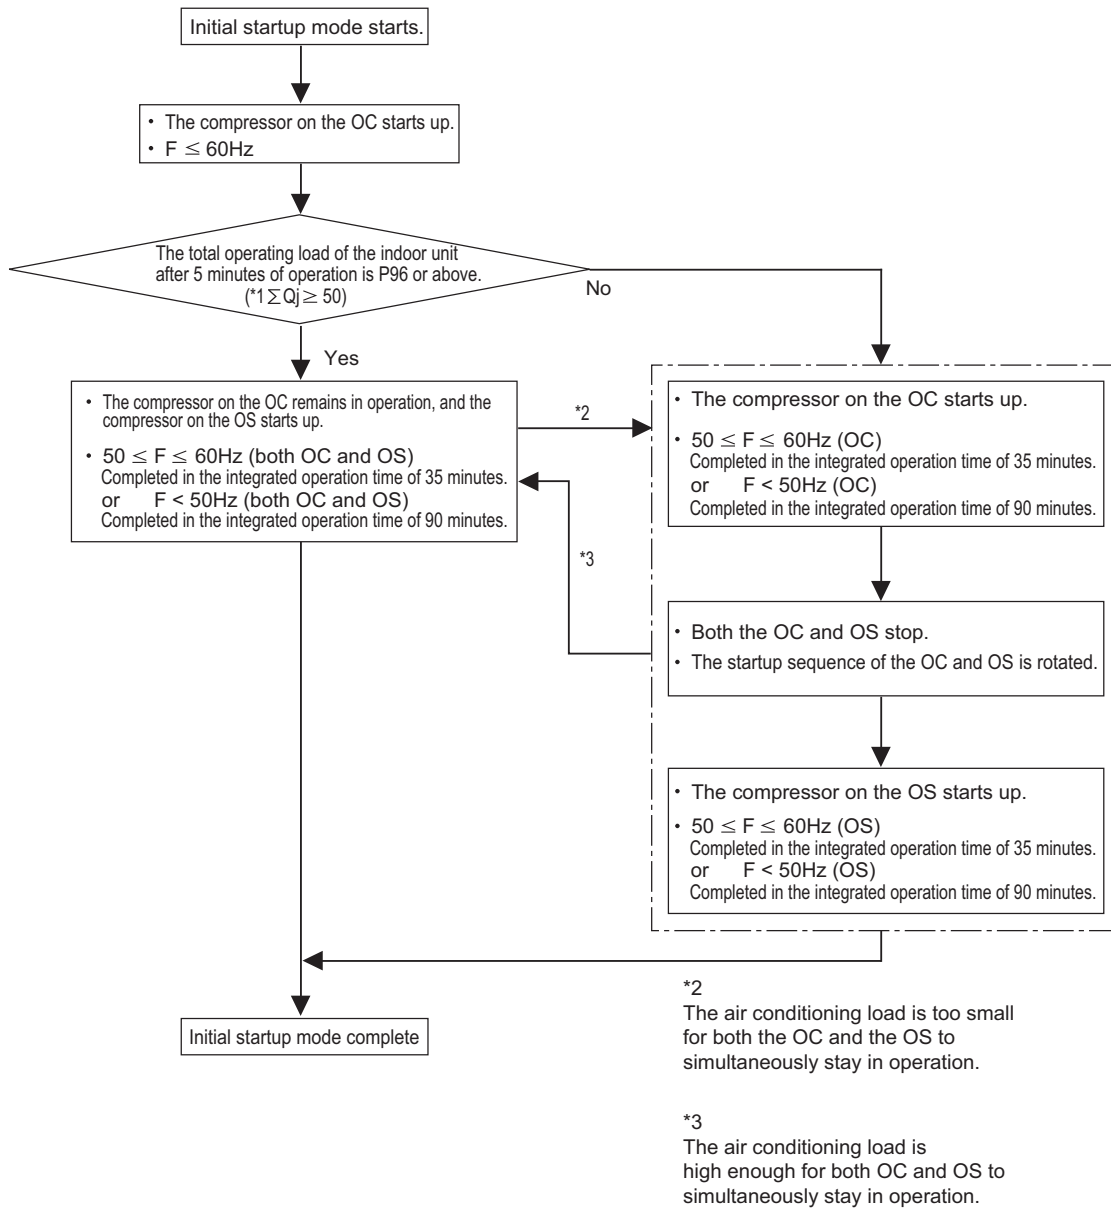 Initial startup mode starts.
• The compressor on the OC starts up.
• F ≤ 60Hz
The total operating load of the indoor unit
after 5 minutes of operation is P96 or above.
(*1 ∑Qj ≥ 50)
No
Yes
• The compressor on the OC remains in operation, and the
compressor on the OS starts up.
• 50 ≤ F ≤ 60Hz (both OC and OS)
Completed in the integrated operation time of 35 minutes.
or F < 50Hz (both OC and OS)
Completed in the integrated operation time of 90 minutes.
*2
*3
• The compressor on the OC starts up.
• 50 ≤ F ≤ 60Hz (OC)
Completed in the integrated operation time of 35 minutes.
or F < 50Hz (OC)
Completed in the integrated operation time of 90 minutes.
• Both the OC and OS stop.
• The startup sequence of the OC and OS is rotated.
• The compressor on the OS starts up.
• 50 ≤ F ≤ 60Hz (OS)
Completed in the integrated operation time of 35 minutes.
or F < 50Hz (OS)
Completed in the integrated operation time of 90 minutes.
Initial startup mode complete
*2
The air conditioning load is too small
for both the OC and the OS to
simultaneously stay in operation.
*3
The air conditioning load is
high enough for both OC and OS to
simultaneously stay in operation.